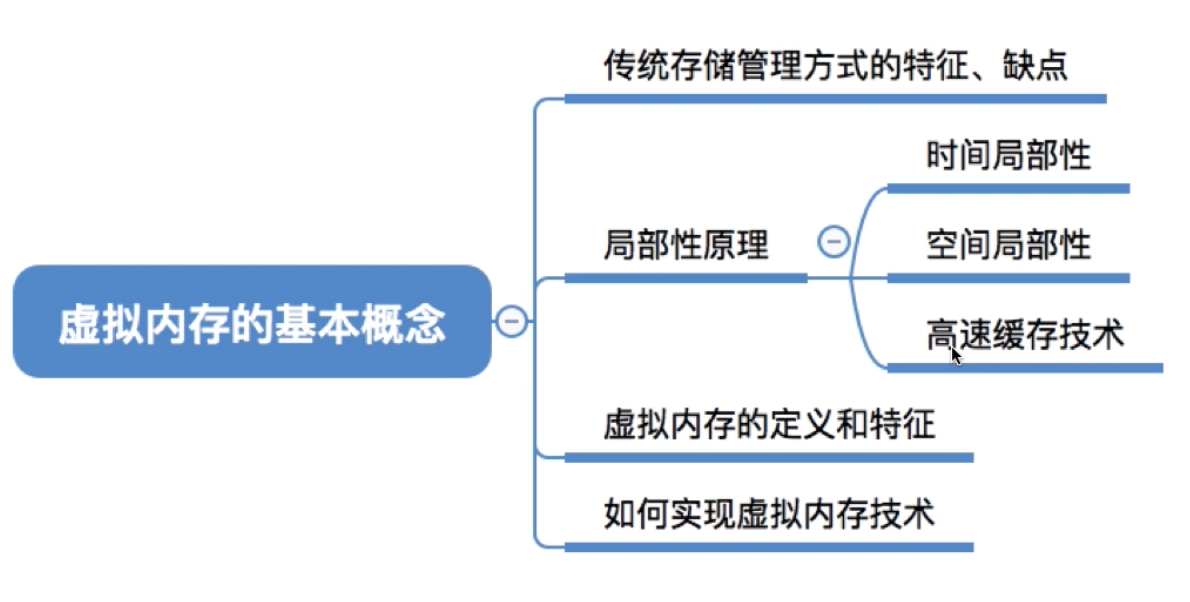 传统存储管理方式的特征、缺点
时间局部性
局部性原理
空间局部性
虚拟内存的基本概念
高速缓存技术
虚拟内存的定义和特征
如何实现虚拟内存技术